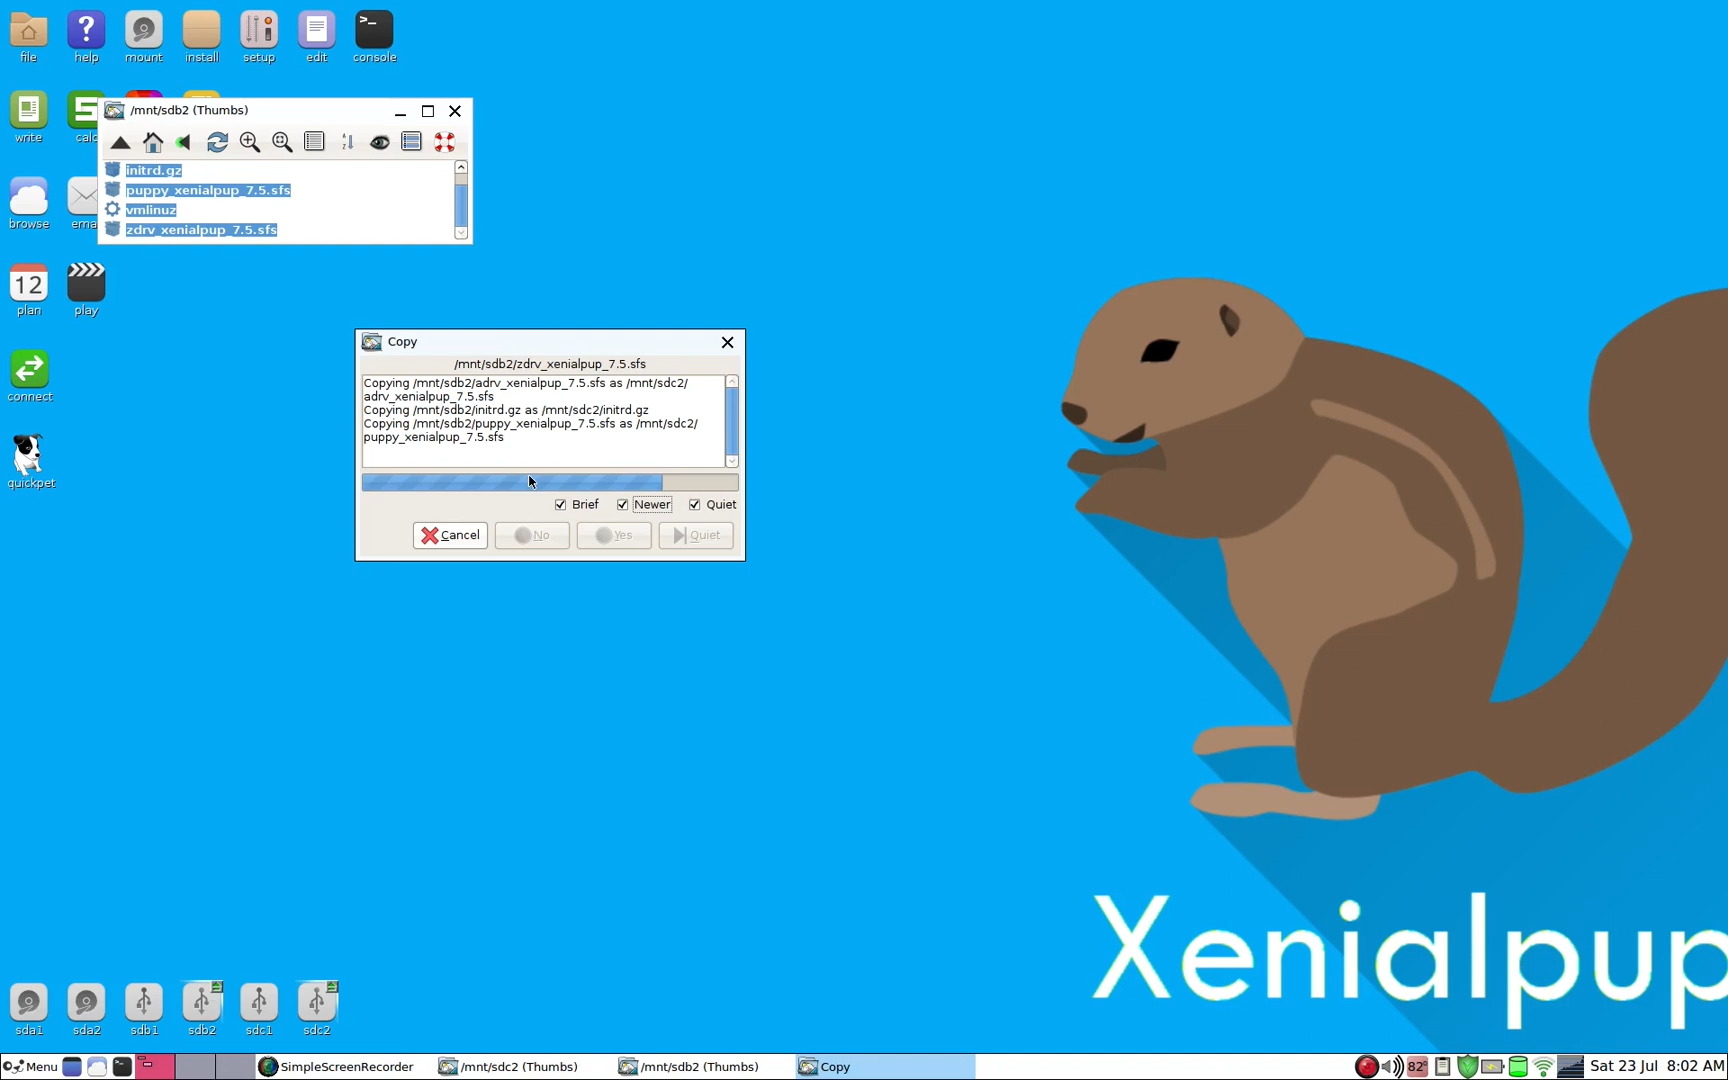 file
help
mount
install
setup
edit
console
write
calc
browse
plan
12
play
connect
quickpet
/mnt/sdb2 (Thumbs)
initrd.gz
puppy_xenialpup_7.5.sfs
vmlinuz
zdrv_xenialpup_7.5.sfs
Copy
/mnt/sdb2/zdrv_xenialpup_7.5.sfs
Copying /mnt/sdb2/adrv_xenialpup_7.5.sfs as /mnt/sdc2/
adrv_xenialpup_7.5.sfs
Copying /mnt/sdb2/initrd.gz as /mnt/sdc2/initrd.gz
Copying /mnt/sdb2/puppy_xenialpup_7.5.sfs as /mnt/sdc2/
puppy_xenialpup_7.5.sfs
Brief
Newer
Quiet
Cancel
No
Yes
Quiet
Xenialpup
sda1
sda2
sdb1
sdb2
sdc1
sdc2
Menu
SimpleScreenRecorder
/mnt/sdc2 (Thumbs)
/mnt/sdb2 (Thumbs)
Copy
82°
Sat 23 Jul 8:02 AM